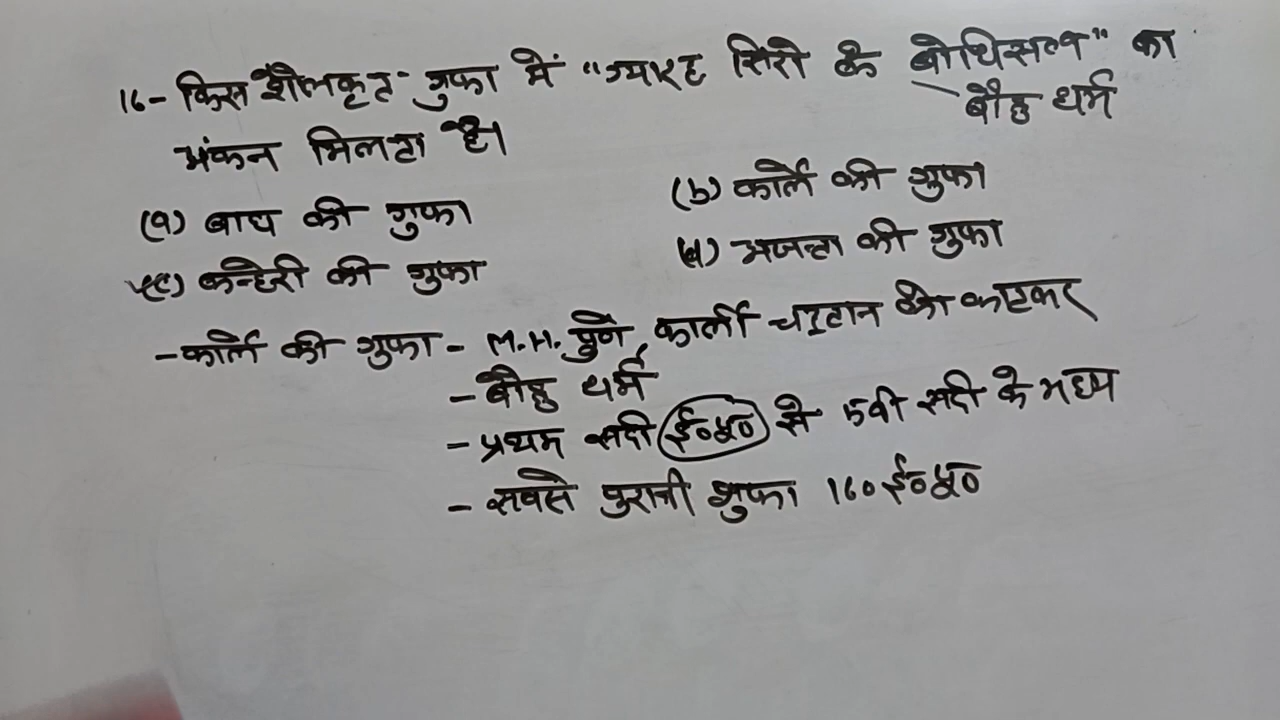 16- किस शैलकृत गुफा में "ग्यारह सिरों के बोधिसत्व" का
बौद्ध धर्म
अंकन मिलता है।
(a) बाघ की गुफा
(b) कार्ले की गुफा
(c) कन्हेरी की गुफा
(d) अजन्ता की गुफा
-कार्ले की गुफा - M.H. पुणे, कार्ली चट्टान को काटकर
- बौद्ध धर्म
- प्रथम सदी ई०पू० से 5वी सदी के मध्य
- सबसे पुरानी गुफा 160 ई०पू०